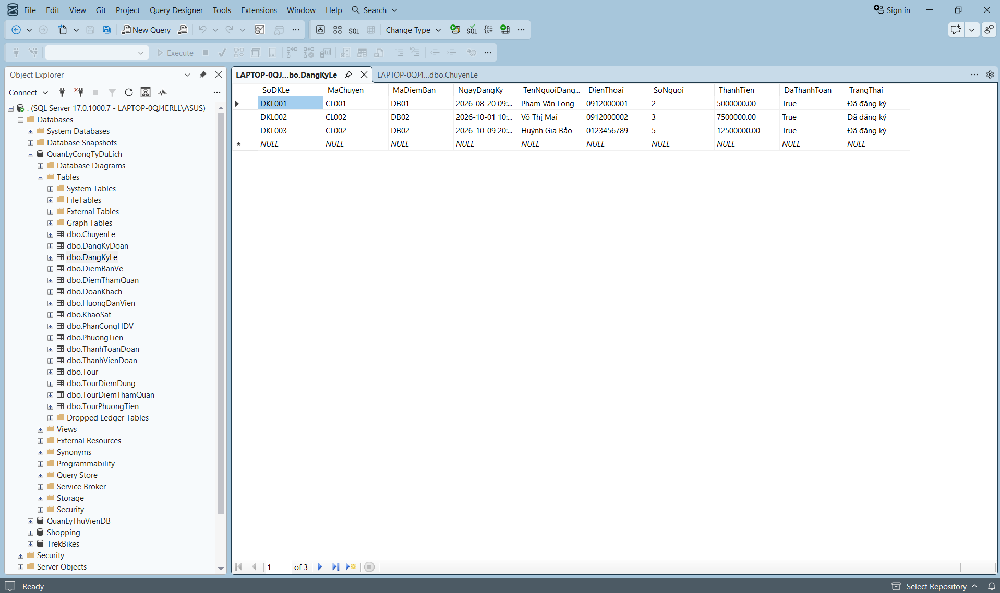 File Edit View Git Project Query Designer Tools Extensions Window Help Search Sign in
New Query SQL Change Type SQL
Execute
Object Explorer
Connect
. (SQL Server 17.0.1000.7 - LAPTOP-0QJ4ERLL\ASUS)
Databases
System Databases
Database Snapshots
QuanLyCongTyDuLich
Database Diagrams
Tables
System Tables
FileTables
External Tables
Graph Tables
dbo.ChuyenLe
dbo.DangKyDoan
dbo.DangKyLe
dbo.DiemBanVe
dbo.DiemThamQuan
dbo.DoanKhach
dbo.HuongDanVien
dbo.KhaoSat
dbo.PhanCongHDV
dbo.PhuongTien
dbo.ThanhToanDoan
dbo.ThanhVienDoan
dbo.Tour
dbo.TourDiemDung
dbo.TourDiemThamQuan
dbo.TourPhuongTien
Dropped Ledger Tables
Views
External Resources
Synonyms
Programmability
Query Store
Service Broker
Storage
Security
QuanLyThuVienDB
Shopping
TrekBikes
Security
Server Objects
LAPTOP-0QJ...bo.DangKyLe LAPTOP-0QJ4...dbo.ChuyenLe
SoDKLe MaChuyen MaDiemBan NgayDangKy TenNguoiDang... DienThoai SoNguoi ThanhTien DaThanhToan TrangThai
DKL001 CL001 DB01 2026-08-20 09:... Phạm Văn Long 0912000001 2 5000000.00 True Đã đăng ký
DKL002 CL002 DB02 2026-10-01 10:... Võ Thị Mai 0912000002 3 7500000.00 True Đã đăng ký
DKL003 CL002 DB02 2026-10-09 20:... Huỳnh Gia Bảo 0123456789 5 12500000.00 True Đã đăng ký
NULL NULL NULL NULL NULL NULL NULL NULL NULL NULL
1 of 3
Ready Select Repository